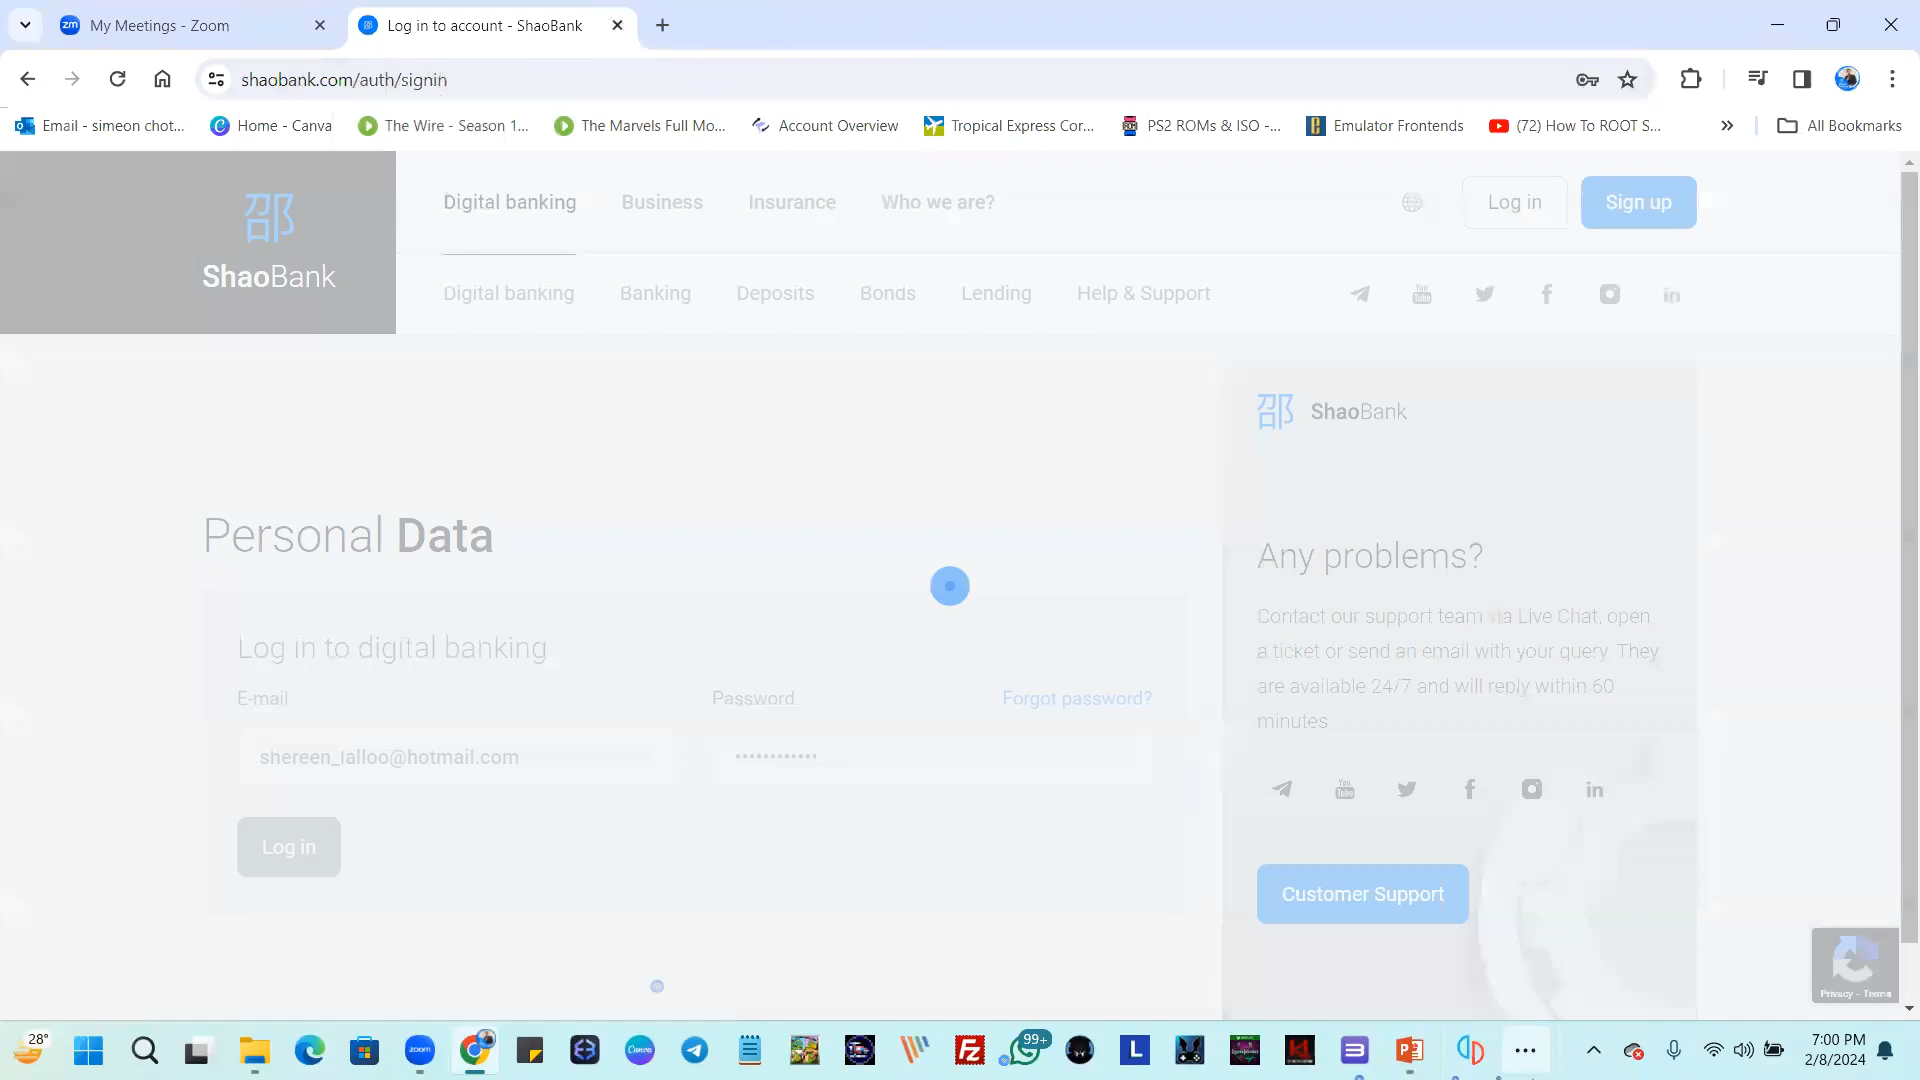 My Meetings - Zoom
Log in to account - ShaoBank
shaobank.com/auth/signin
Email - simeon chot...
Home - Canva
The Wire - Season 1...
The Marvels Full Mo...
Account Overview
Tropical Express Cor...
PS2 ROMs & ISO -...
Emulator Frontends
(72) How To ROOT S...
All Bookmarks
邵
ShaoBank
Digital banking Business Insurance Who we are?
Log in
Sign up
Digital banking Banking Deposits Bonds Lending Help & Support
邵 ShaoBank
Personal Data
Log in to digital banking
E-mail
Password
Forgot password?
shereen_lalloo@hotmail.com
Log in
Any problems?
Contact our support team via Live Chat, open
a ticket or send an email with your query. They
are available 24/7 and will reply within 60
minutes
Customer Support
Privacy - Terms
28°
zoom
Canva
99+
7:00 PM
2/8/2024